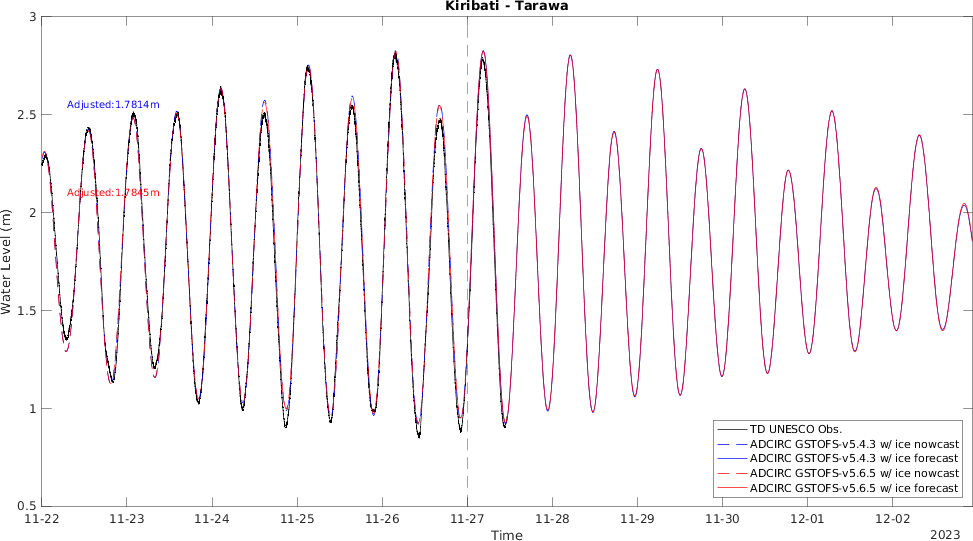 Kiribati - Tarawa
3
2.5
2
1.5
1
0.5
Water Level (m)
Adjusted:1.7814m
Adjusted:1.7845m
TD UNESCO Obs.
ADCIRC GSTOFS-v5.4.3 w/ ice nowcast
ADCIRC GSTOFS-v5.4.3 w/ ice forecast
ADCIRC GSTOFS-v5.6.5 w/ ice nowcast
ADCIRC GSTOFS-v5.6.5 w/ ice forecast
11-22 11-23 11-24 11-25 11-26 11-27 11-28 11-29 11-30 12-01 12-02
Time
2023